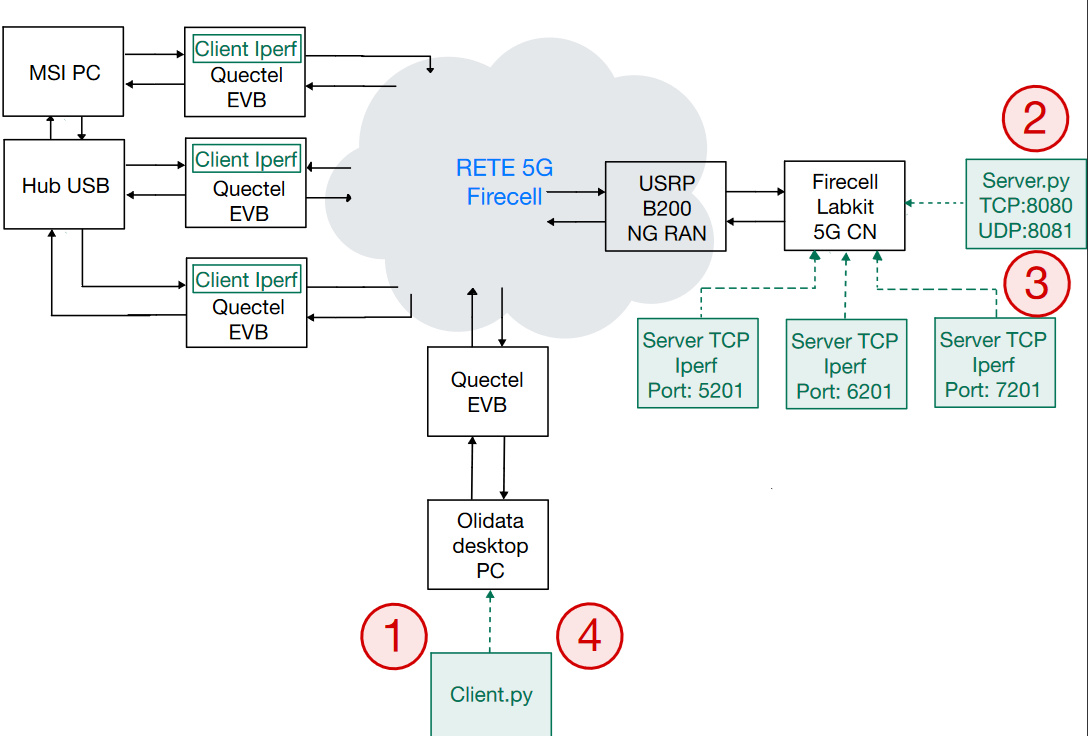 MSI PC
Client Iperf
Quectel
EVB
Hub USB
Client Iperf
Quectel
EVB
Client Iperf
Quectel
EVB
RETE 5G
Firecell
USRP
B200
NG RAN
Firecell
Labkit
5G CN
2
Server.py
TCP:8080
UDP:8081
3
Server TCP
Iperf
Port: 5201
Server TCP
Iperf
Port: 6201
Server TCP
Iperf
Port: 7201
Quectel
EVB
Olidata
desktop
PC
1
4
Client.py